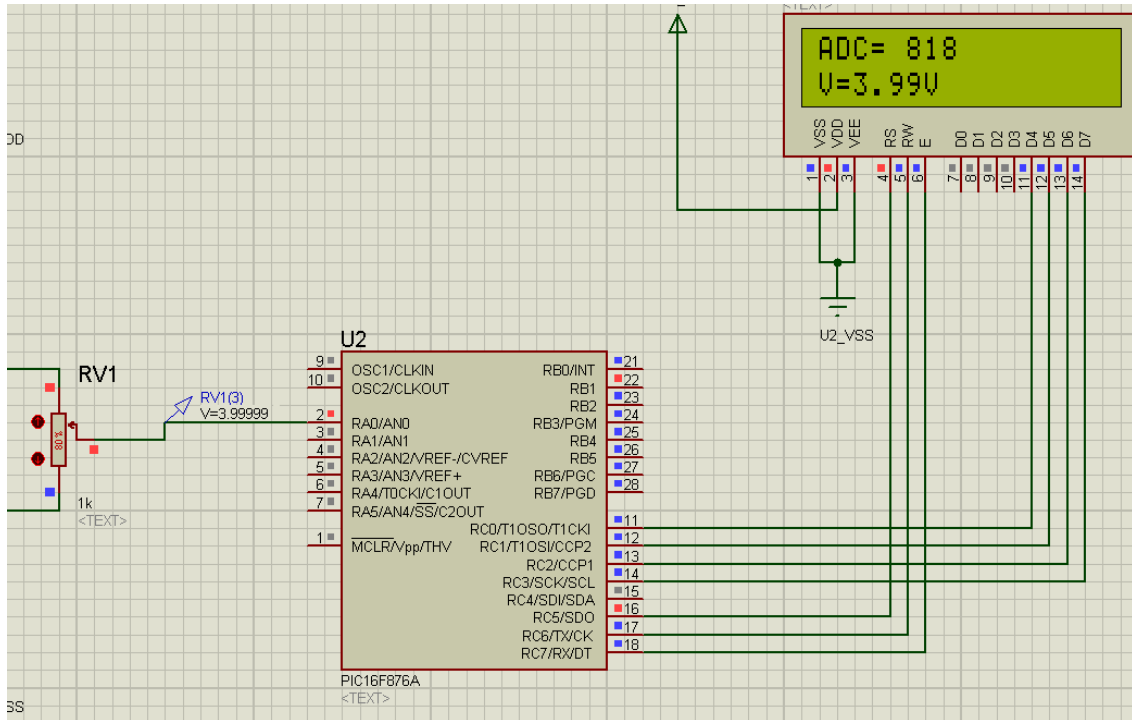 <TEXT>
ADC= 818
V=3.99V
VSS
VDD
VEE
RS
RW
E
D0
D1
D2
D3
D4
D5
D6
D7
1
2
3
4
5
6
7
8
9
10
11
12
13
14
DD
U2_VSS
U2
RV1
RV1(3)
V=3.99999
80 %
1k
<TEXT>
9 OSC1/CLKIN
10 OSC2/CLKOUT
2 RA0/AN0
3 RA1/AN1
4 RA2/AN2/VREF-/CVREF
5 RA3/AN3/VREF+
6 RA4/T0CKI/C1OUT
7 RA5/AN4/SS/C2OUT
1 MCLR/Vpp/THV
RB0/INT 21
RB1 22
RB2 23
RB3/PGM 24
RB4 25
RB5 26
RB6/PGC 27
RB7/PGD 28
RC0/T1OSO/T1CKI 11
RC1/T1OSI/CCP2 12
RC2/CCP1 13
RC3/SCK/SCL 14
RC4/SDI/SDA 15
RC5/SDO 16
RC6/TX/CK 17
RC7/RX/DT 18
PIC16F876A
<TEXT>
SS